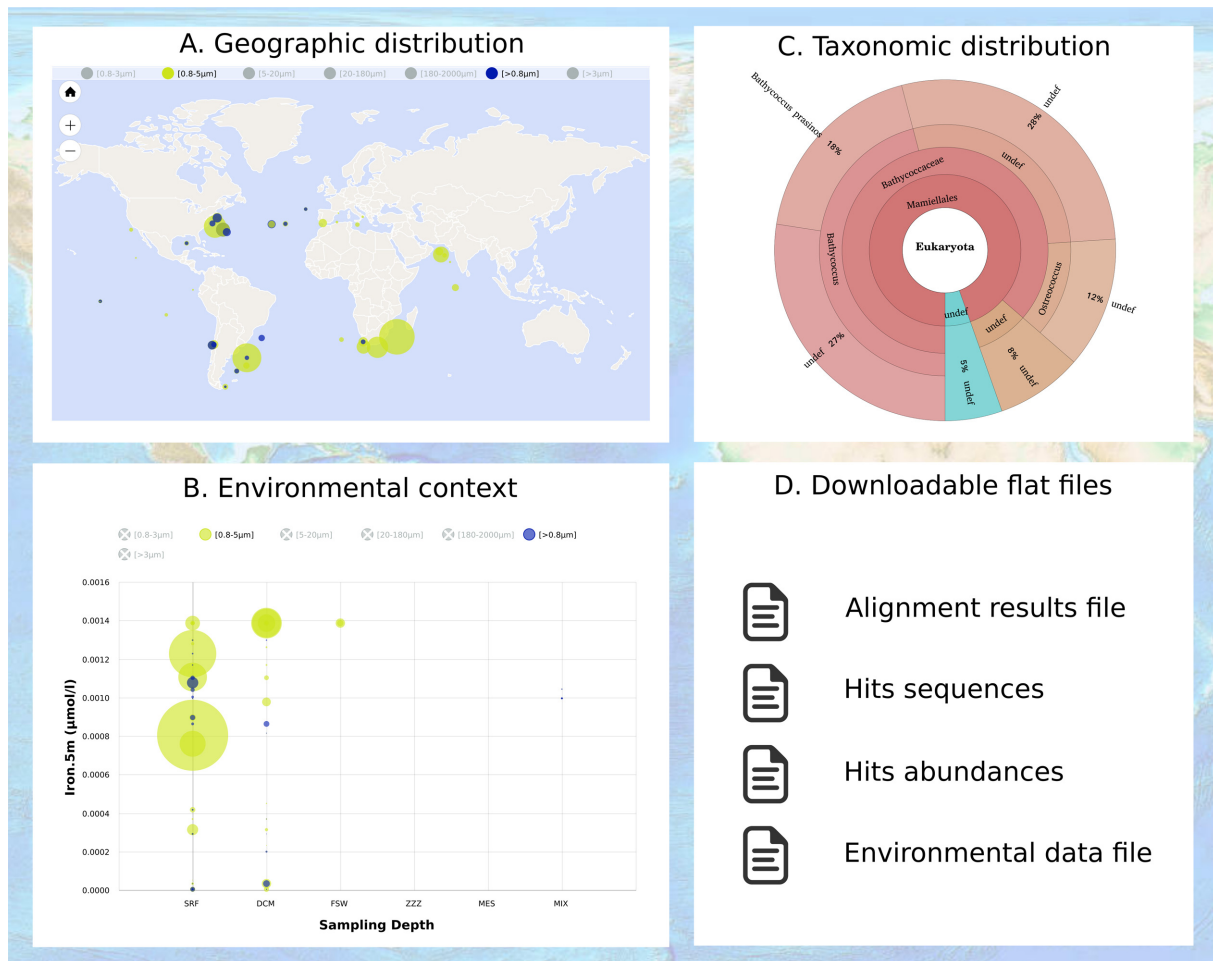 A. Geographic distribution
[0.8-3µm]
[0.8-5µm]
[5-20µm]
[20-180µm]
[180-2000µm]
[>0.8µm]
[>3µm]
+
−
C. Taxonomic distribution
Bathycoccus prasinos
18%
28% undef
undef
Bathycoccaceae
Mamiellales
Eukaryota
Bathycoccus
Ostreococcus
12% undef
undef
undef
27%
undef
8% undef
5% undef
B. Environmental context
[0.8-3µm]
[0.8-5µm]
[5-20µm]
[20-180µm]
[180-2000µm]
[>0.8µm]
[>3µm]
Iron.5m (µmol/l)
0.0016
0.0014
0.0012
0.0010
0.0008
0.0006
0.0004
0.0002
0.0000
SRF
DCM
FSW
ZZZ
MES
MIX
Sampling Depth
D. Downloadable flat files
Alignment results file
Hits sequences
Hits abundances
Environmental data file